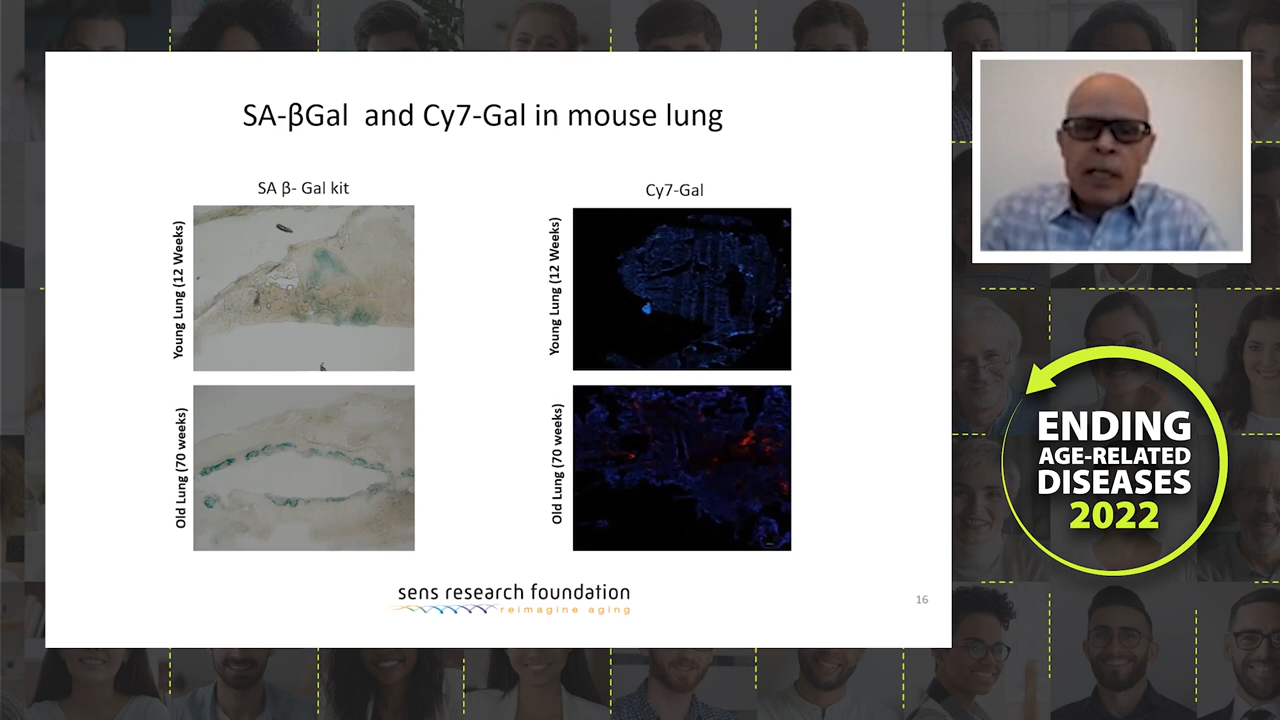 SA-βGal and Cy7-Gal in mouse lung
SA β- Gal kit
Cy7-Gal
Young Lung (12 Weeks)
Young Lung (12 Weeks)
Old Lung (70 weeks)
Old Lung (70 weeks)
sens research foundation
reimagine aging
16
ENDING
AGE-RELATED
DISEASES
2022